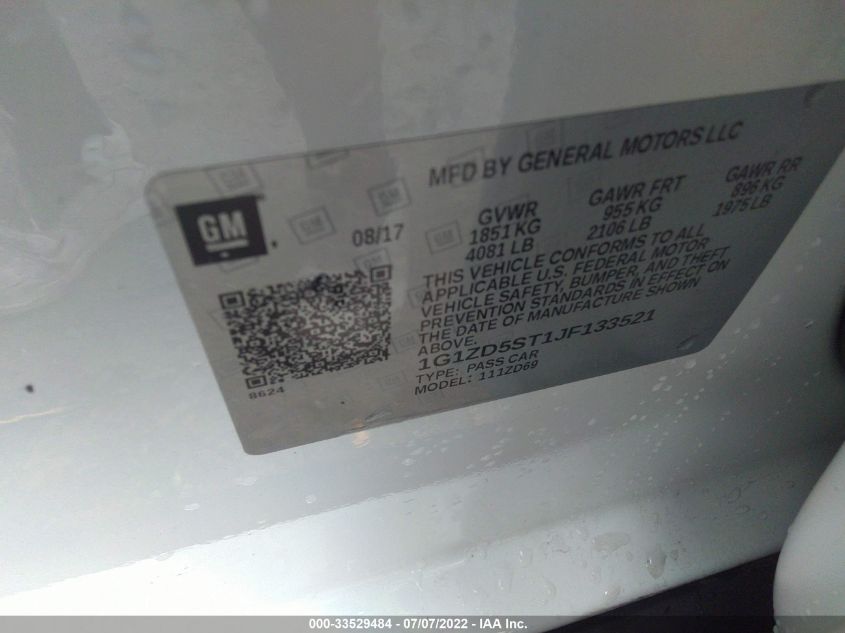 MFD BY GENERAL MOTORS LLC
GM
08/17
GVWR
1851 KG
4081 LB
GAWR FRT
955 KG
2106 LB
GAWR RR
896 KG
1975 LB
THIS VEHICLE CONFORMS TO ALL
APPLICABLE U.S. FEDERAL MOTOR
VEHICLE SAFETY, BUMPER, AND THEFT
PREVENTION STANDARDS IN EFFECT ON
THE DATE OF MANUFACTURE SHOWN
ABOVE.
1G1ZD5ST1JF133521
TYPE: PASS CAR
MODEL: 111ZD69
8624
000-33529484 - 07/07/2022 - IAA Inc.